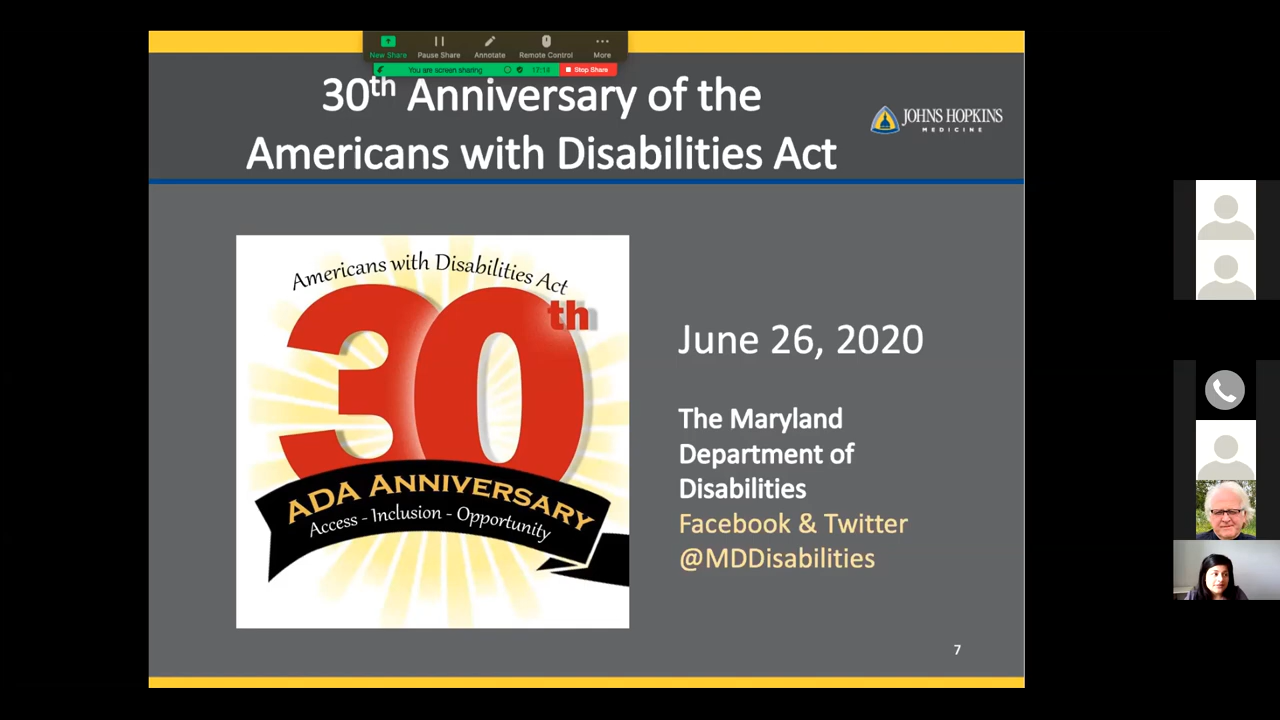 New Share
Pause Share
Annotate
Remote Control
More
You are screen sharing
17:18
Stop Share
30th Anniversary of the
Americans with Disabilities Act
JOHNS HOPKINS
MEDICINE
Americans with Disabilities Act
30th
ADA ANNIVERSARY
Access - Inclusion - Opportunity
June 26, 2020
The Maryland
Department of
Disabilities
Facebook & Twitter
@MDDisabilities
7